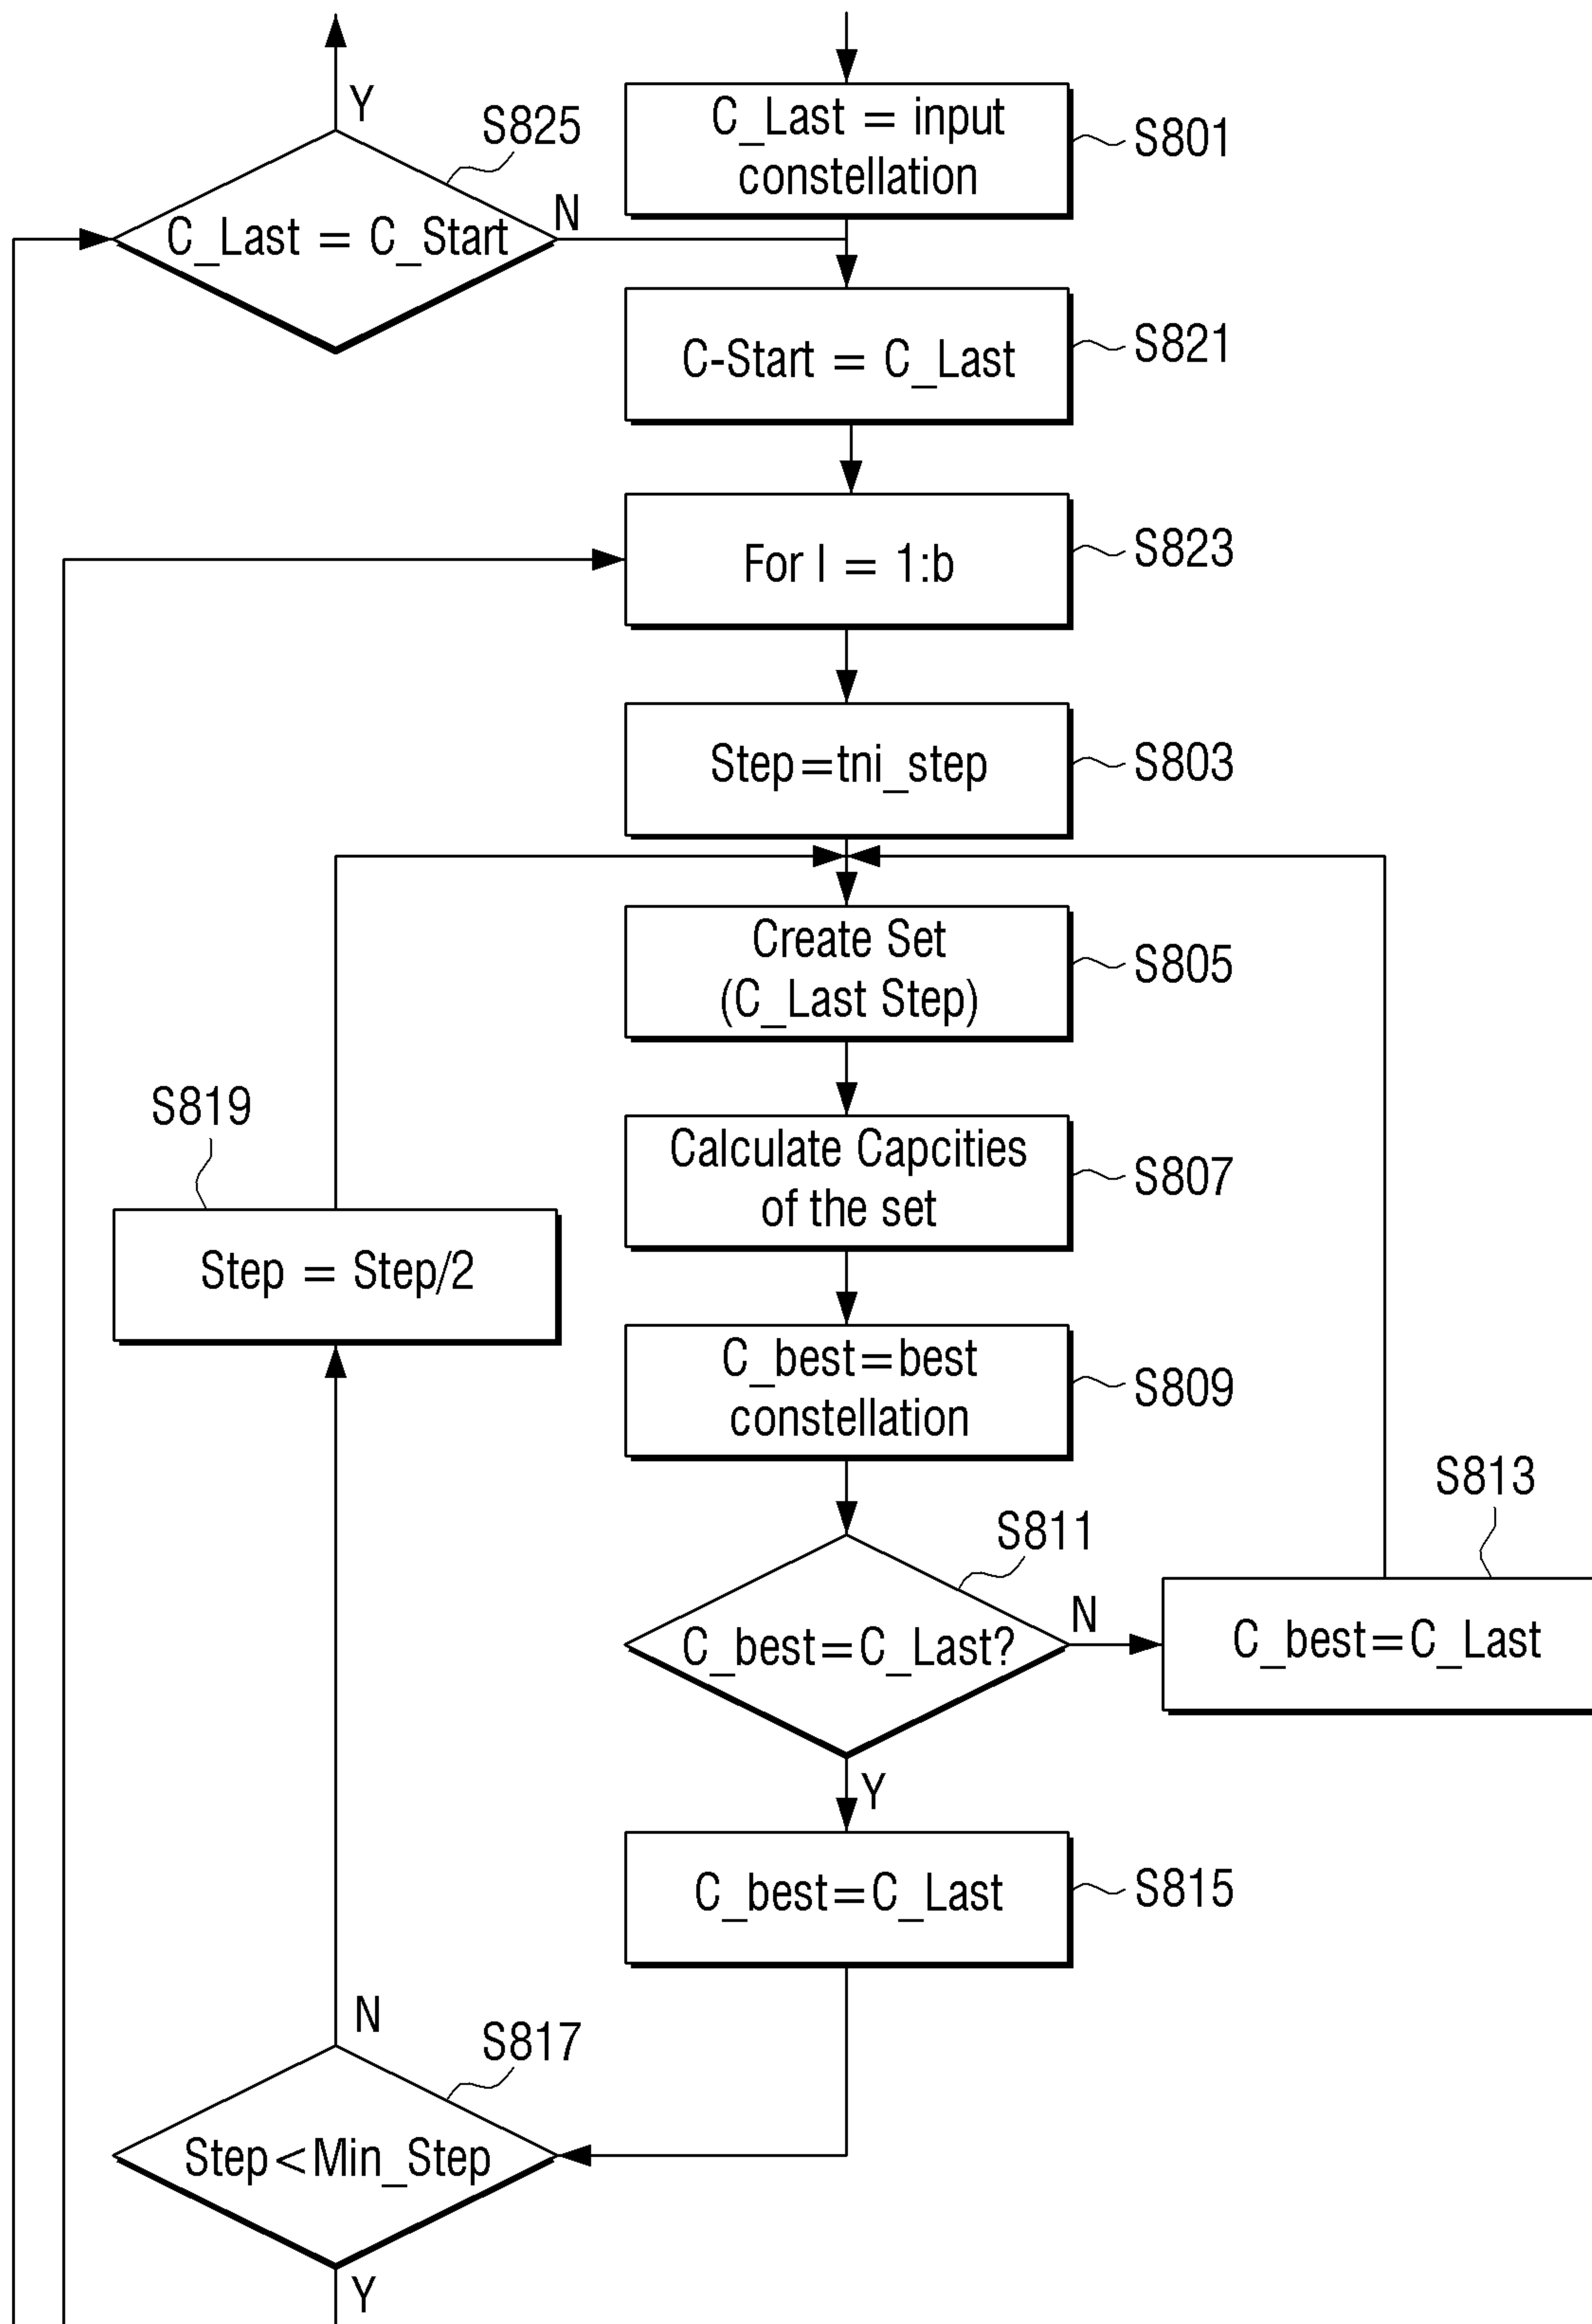 Y
S825
C_Last = C_Start
N
C_Last = input
constellation
S801
C-Start = C_Last
S821
For I = 1:b
S823
Step=tni_step
S803
Create Set
(C_Last Step)
S805
Calculate Capcities
of the set
S807
S819
Step = Step/2
C_best=best
constellation
S809
S811
C_best=C_Last?
N
S813
C_best=C_Last
Y
C_best=C_Last
S815
N
S817
Step<Min_Step
Y